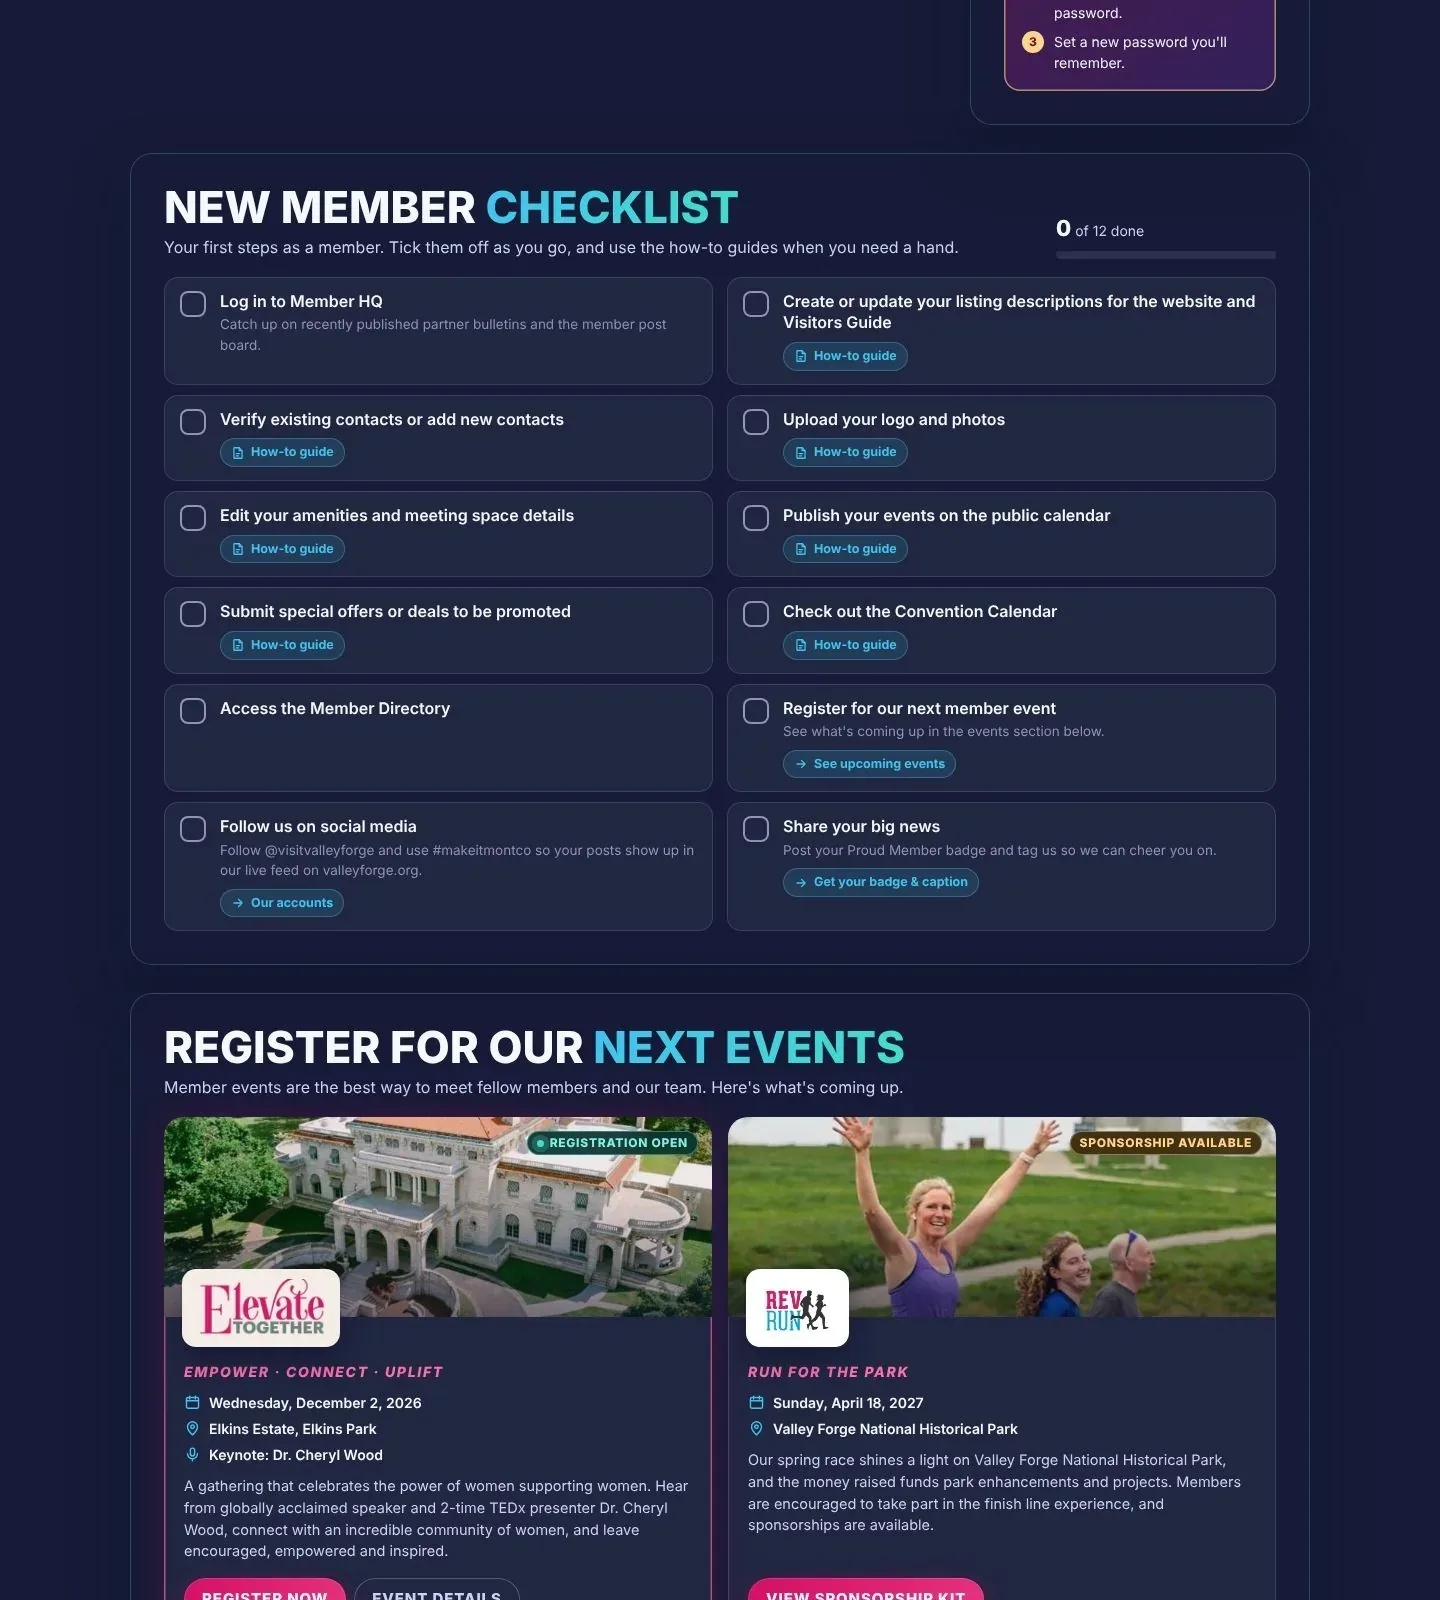 password.
3 Set a new password you'll
remember.
NEW MEMBER CHECKLIST
Your first steps as a member. Tick them off as you go, and use the how-to guides when you need a hand.
0 of 12 done
Log in to Member HQ
Catch up on recently published partner bulletins and the member post
board.
Create or update your listing descriptions for the website and
Visitors Guide
How-to guide
Verify existing contacts or add new contacts
How-to guide
Upload your logo and photos
How-to guide
Edit your amenities and meeting space details
How-to guide
Publish your events on the public calendar
How-to guide
Submit special offers or deals to be promoted
How-to guide
Check out the Convention Calendar
How-to guide
Access the Member Directory
Register for our next member event
See what's coming up in the events section below.
→ See upcoming events
Follow us on social media
Follow @visitvalleyforge and use #makeitmontco so your posts show up in
our live feed on valleyforge.org.
→ Our accounts
Share your big news
Post your Proud Member badge and tag us so we can cheer you on.
→ Get your badge & caption
REGISTER FOR OUR NEXT EVENTS
Member events are the best way to meet fellow members and our team. Here's what's coming up.
REGISTRATION OPEN
Elevate
TOGETHER
EMPOWER · CONNECT · UPLIFT
Wednesday, December 2, 2026
Elkins Estate, Elkins Park
Keynote: Dr. Cheryl Wood
A gathering that celebrates the power of women supporting women. Hear
from globally acclaimed speaker and 2-time TEDx presenter Dr. Cheryl
Wood, connect with an incredible community of women, and leave
encouraged, empowered and inspired.
REGISTER NOW
EVENT DETAILS
SPONSORSHIP AVAILABLE
REV
RUN
RUN FOR THE PARK
Sunday, April 18, 2027
Valley Forge National Historical Park
Our spring race shines a light on Valley Forge National Historical Park,
and the money raised funds park enhancements and projects. Members
are encouraged to take part in the finish line experience, and
sponsorships are available.
VIEW SPONSORSHIP KIT